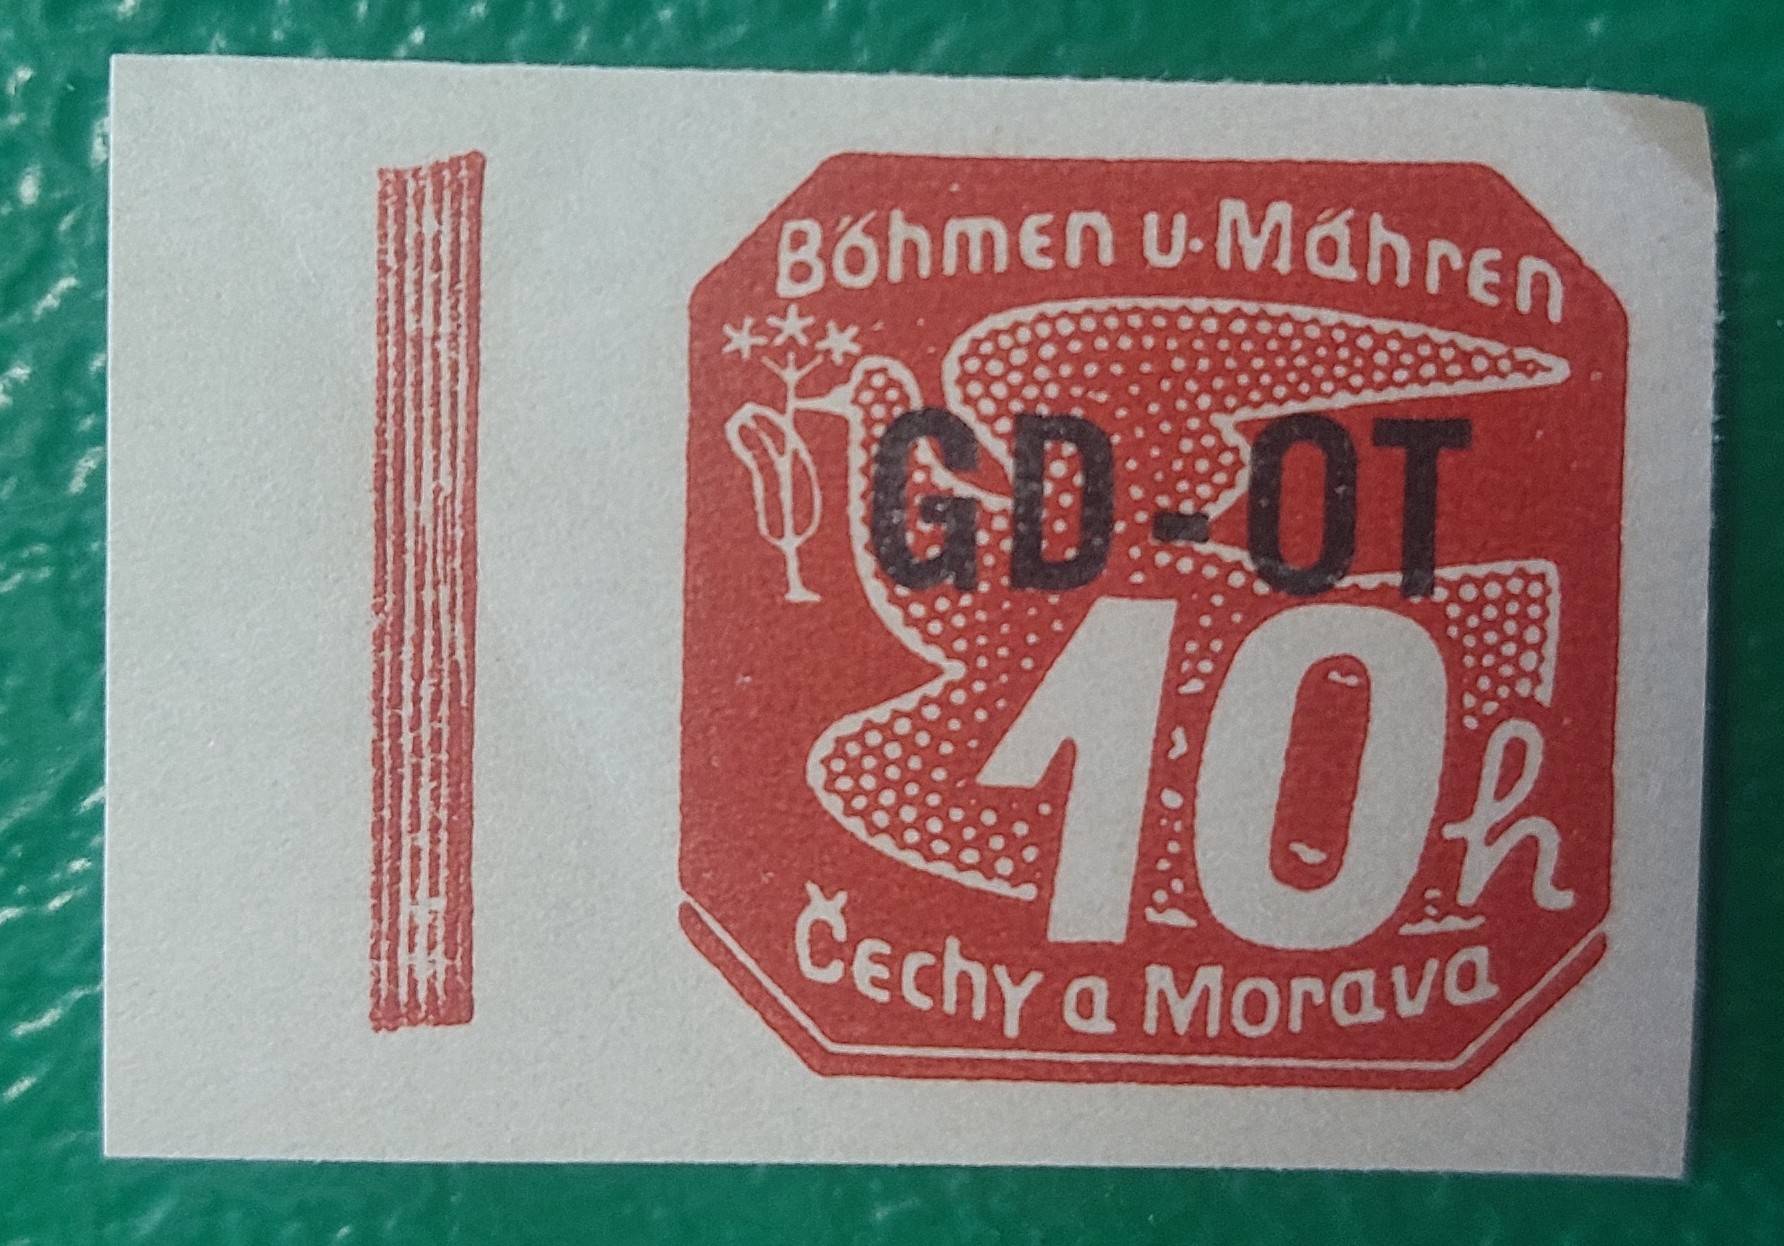 Böhmen u. Mähren
GD-OT
10h
Čechy a Morava